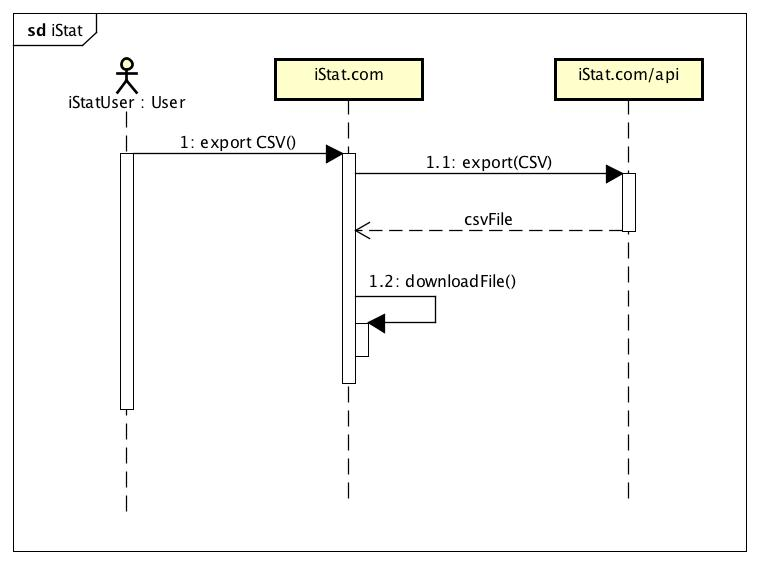 sd iStat
iStatUser : User
iStat.com
iStat.com/api
1: export CSV()
1.1: export(CSV)
csvFile
1.2: downloadFile()